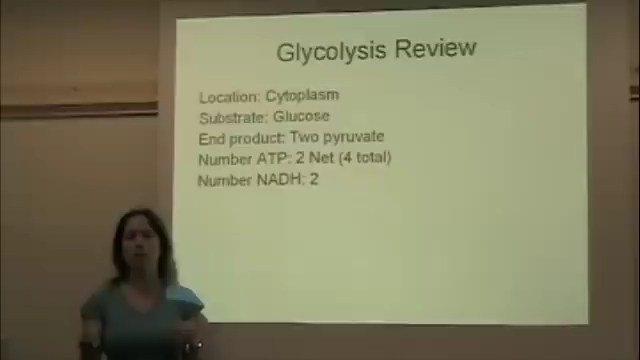 Glycolysis Review
Location: Cytoplasm
Substrate: Glucose
End product: Two pyruvate
Number ATP: 2 Net (4 total)
Number NADH: 2